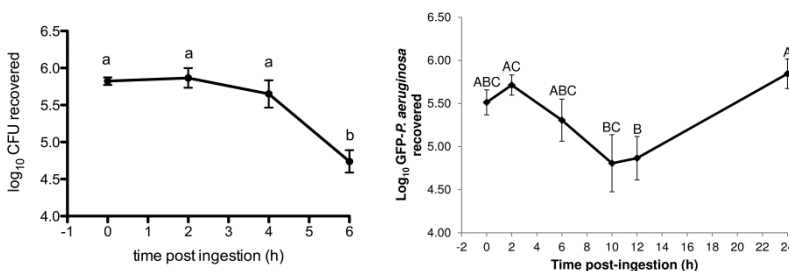 log10 CFU recovered
6.5
6.0
5.5
5.0
4.5
4.0
a
a
a
b
-1
0
1
2
3
4
5
6
time post ingestion (h)
Log10 GFP-P. aeruginosa
recovered
6.50
6.00
5.50
5.00
4.50
4.00
ABC
AC
ABC
BC
B
A
-2
0
2
4
6
8
10
12
14
16
18
20
22
24
Time post-ingestion (h)